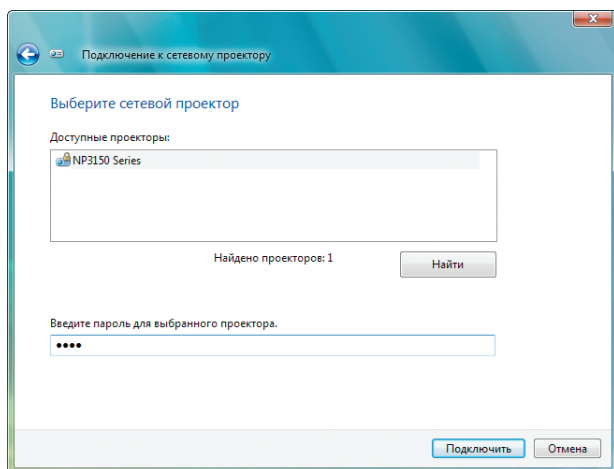 Подключение к сетевому проектору
Выберите сетевой проектор
Доступные проекторы:
NP3150 Series
Найдено проекторов: 1
Найти
Введите пароль для выбранного проектора.
••••
Подключить
Отмена